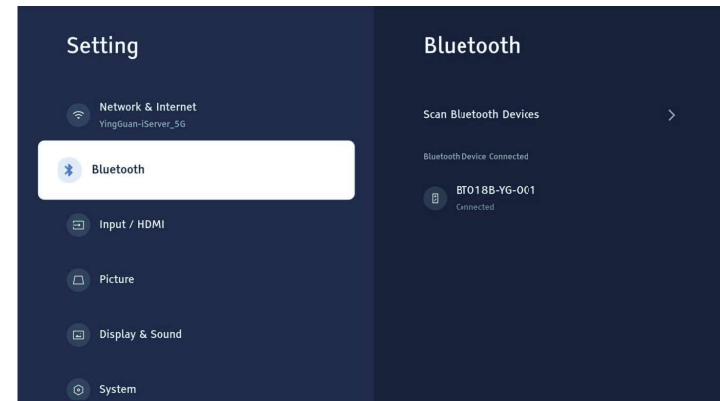 Setting
Network & Internet
YingGuan-iServer_5G
Bluetooth
Input / HDMI
Picture
Display & Sound
System
Bluetooth
Scan Bluetooth Devices
Bluetooth Device Connected
BT018B-YG-001
Connected